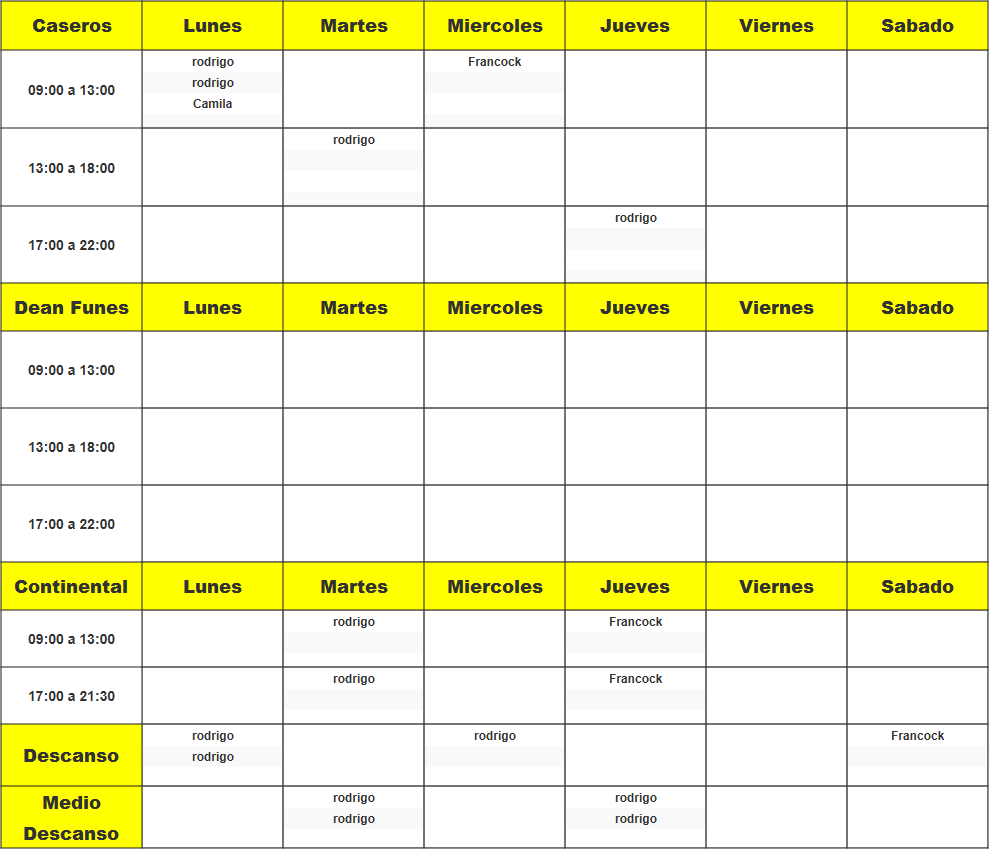 Caseros Lunes Martes Miercoles Jueves Viernes Sabado
09:00 a 13:00 rodrigo Francock
rodrigo
Camila
13:00 a 18:00 rodrigo
17:00 a 22:00 rodrigo
Dean Funes Lunes Martes Miercoles Jueves Viernes Sabado
09:00 a 13:00
13:00 a 18:00
17:00 a 22:00
Continental Lunes Martes Miercoles Jueves Viernes Sabado
09:00 a 13:00 rodrigo Francock
17:00 a 21:30 rodrigo Francock
Descanso rodrigo rodrigo Francock
rodrigo
Medio rodrigo rodrigo
Descanso rodrigo rodrigo